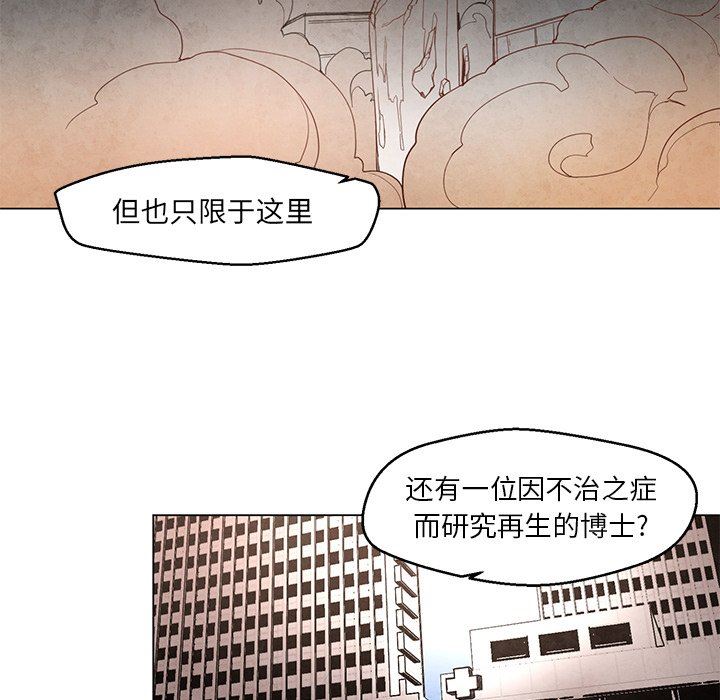 但也只限于这里
还有一位因不治之症
而研究再生的博士?